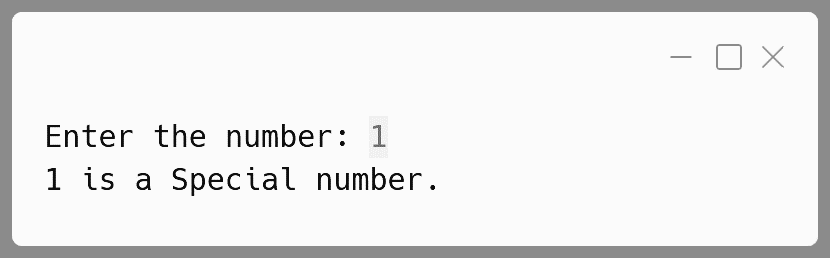 Enter the number: 1
1 is a Special number.